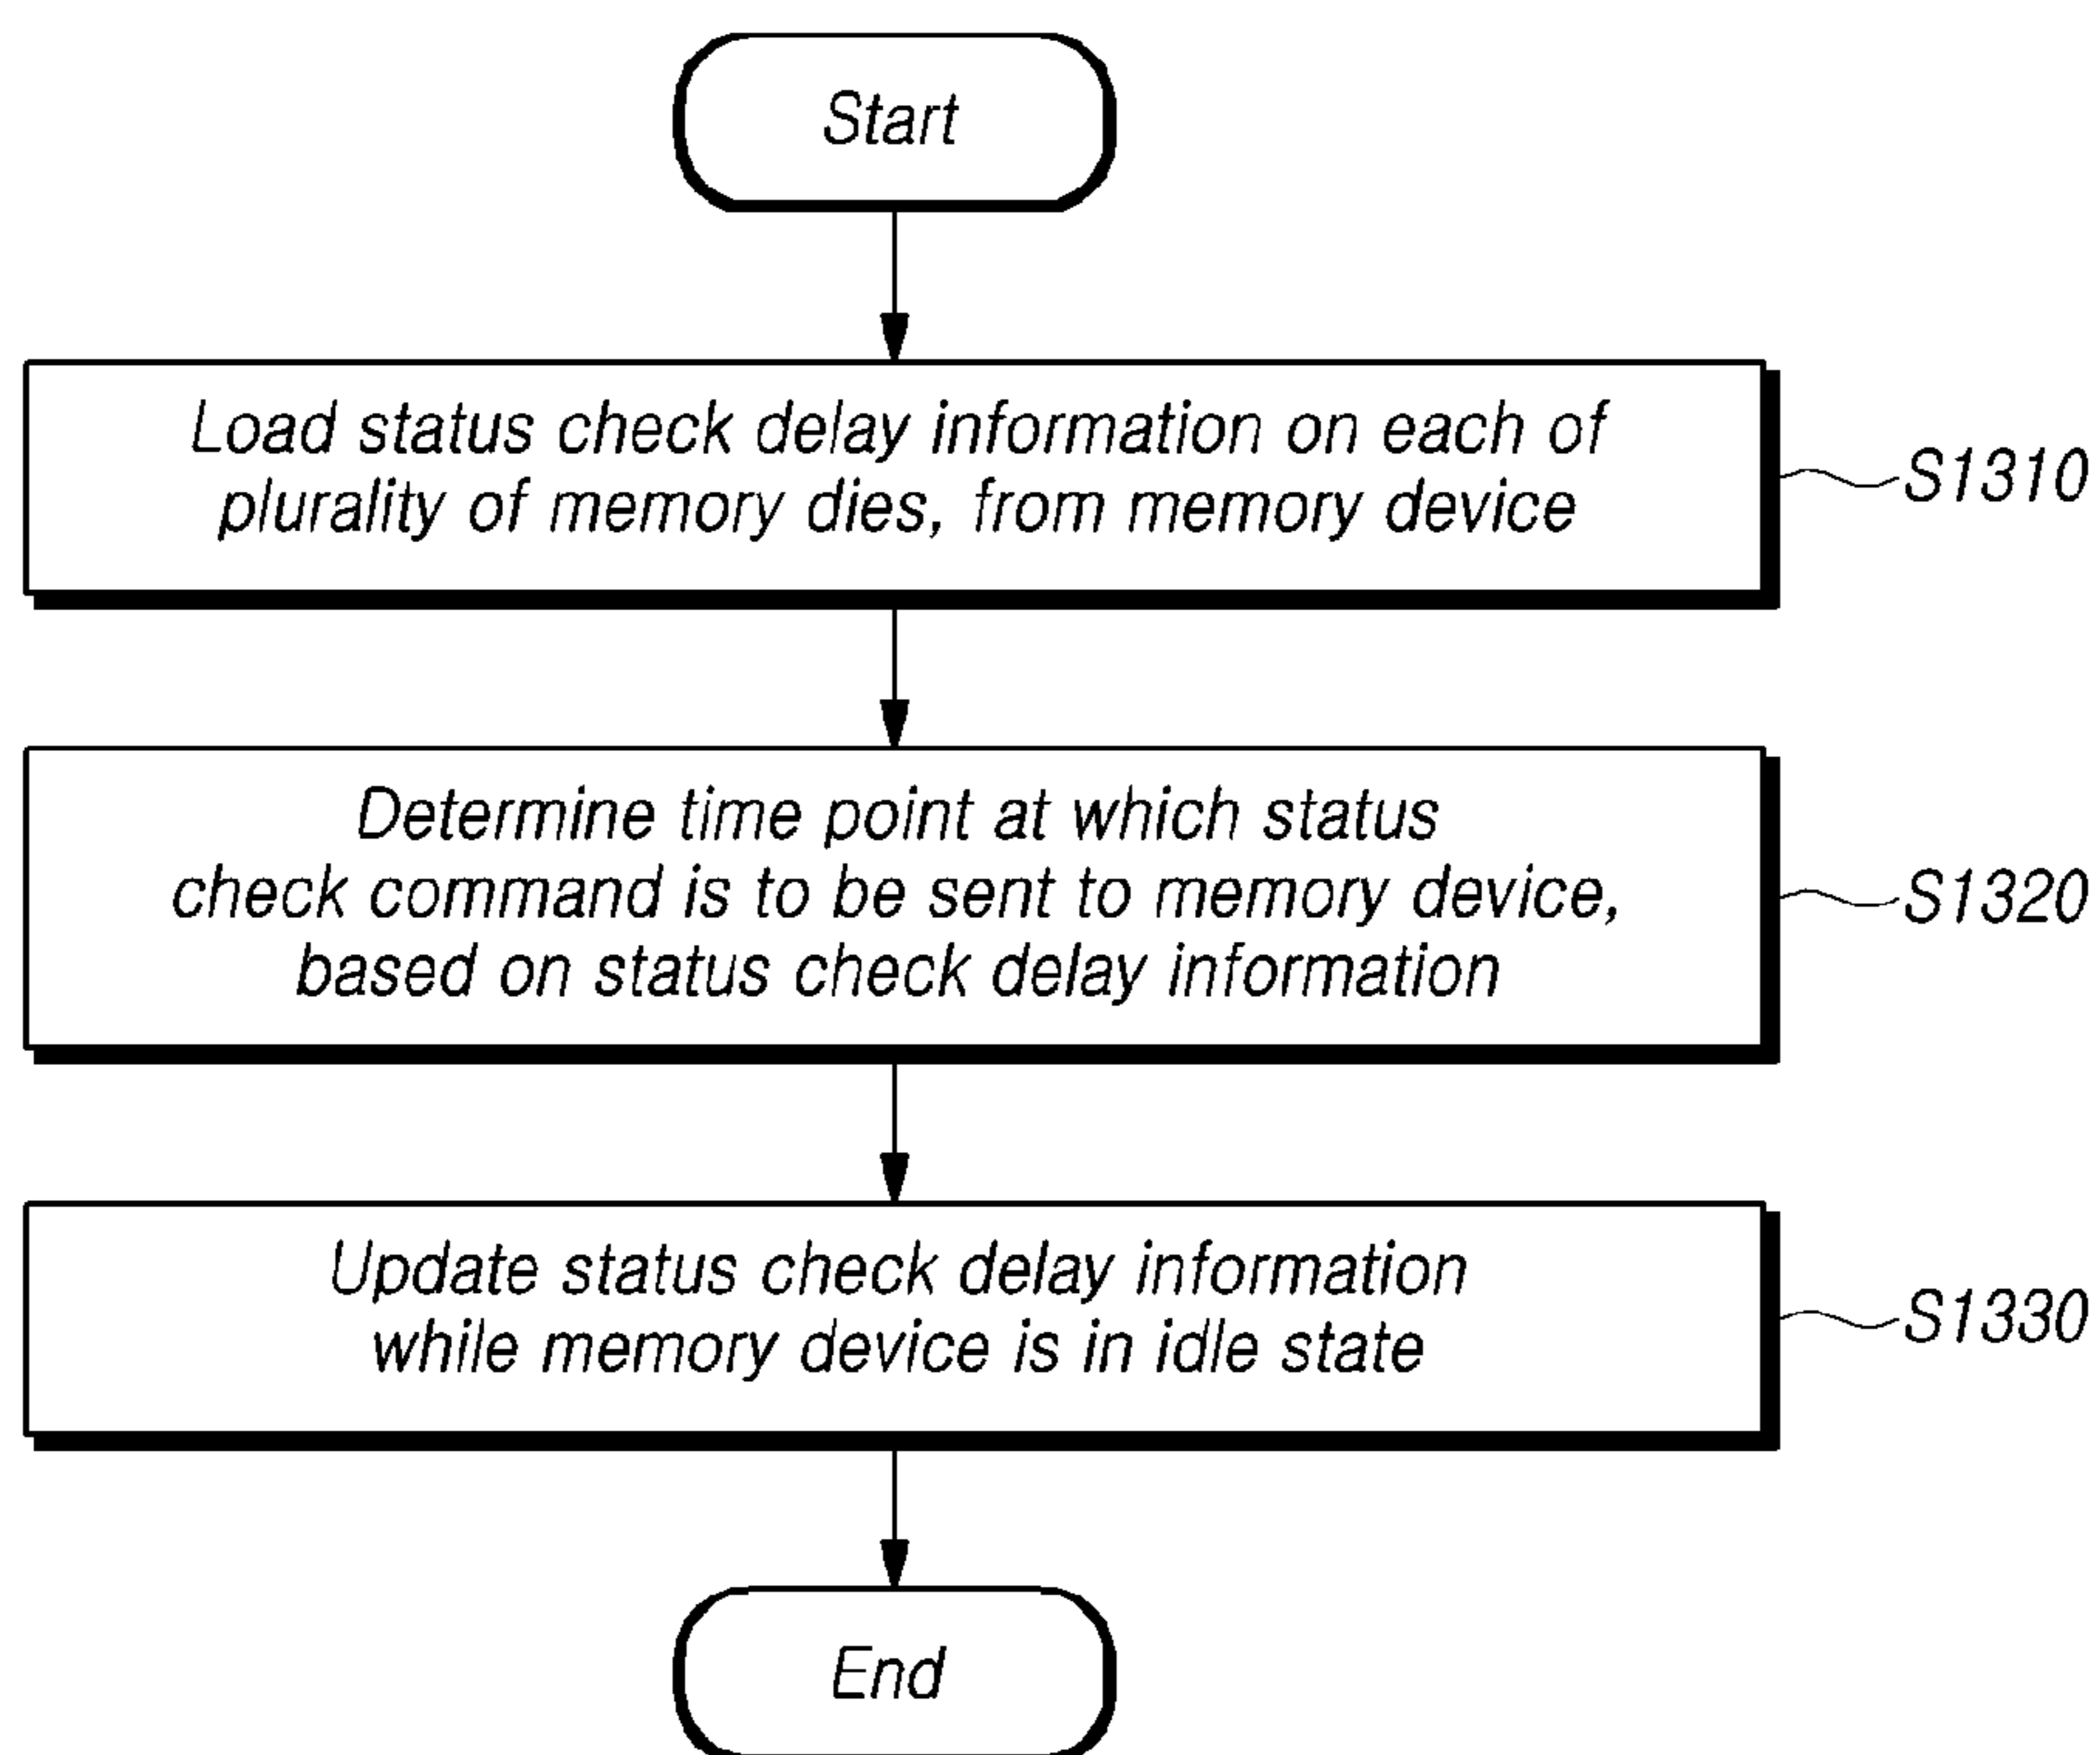 Start
Load status check delay information on each of
plurality of memory dies, from memory device
S1310
Determine time point at which status
check command is to be sent to memory device,
based on status check delay information
S1320
Update status check delay information
while memory device is in idle state
S1330
End